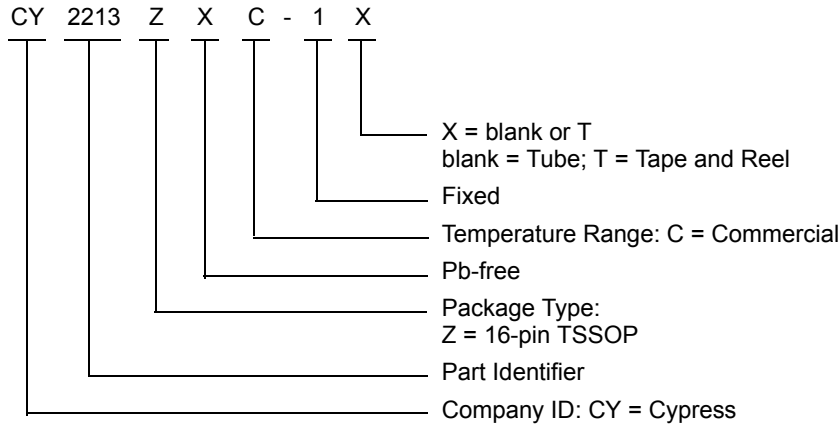 CY 2213 Z X C - 1 X
X = blank or T
blank = Tube; T = Tape and Reel
Fixed
Temperature Range: C = Commercial
Pb-free
Package Type:
Z = 16-pin TSSOP
Part Identifier
Company ID: CY = Cypress